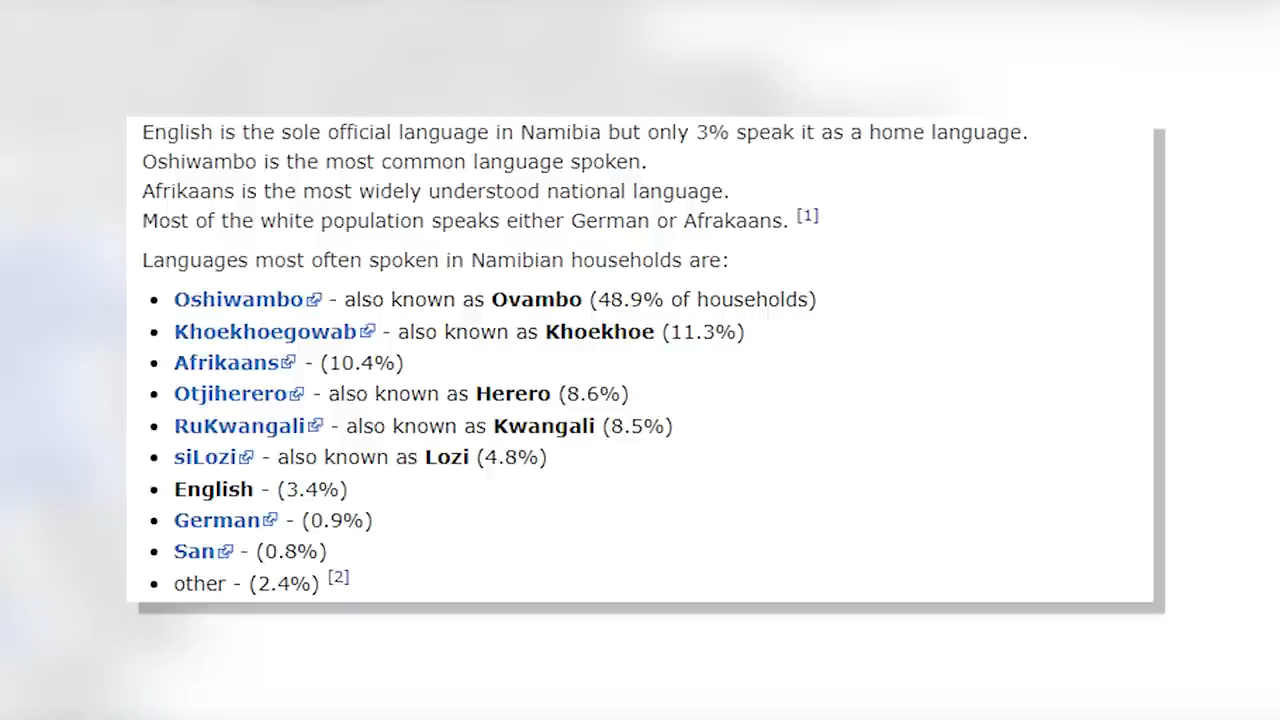 English is the sole official language in Namibia but only 3% speak it as a home language.
Oshiwambo is the most common language spoken.
Afrikaans is the most widely understood national language.
Most of the white population speaks either German or Afrakaans. [1]
Languages most often spoken in Namibian households are:
• Oshiwambo - also known as Ovambo (48.9% of households)
• Khoekhoegowab - also known as Khoekhoe (11.3%)
• Afrikaans - (10.4%)
• Otjiherero - also known as Herero (8.6%)
• RuKwangali - also known as Kwangali (8.5%)
• siLozi - also known as Lozi (4.8%)
• English - (3.4%)
• German - (0.9%)
• San - (0.8%)
• other - (2.4%) [2]